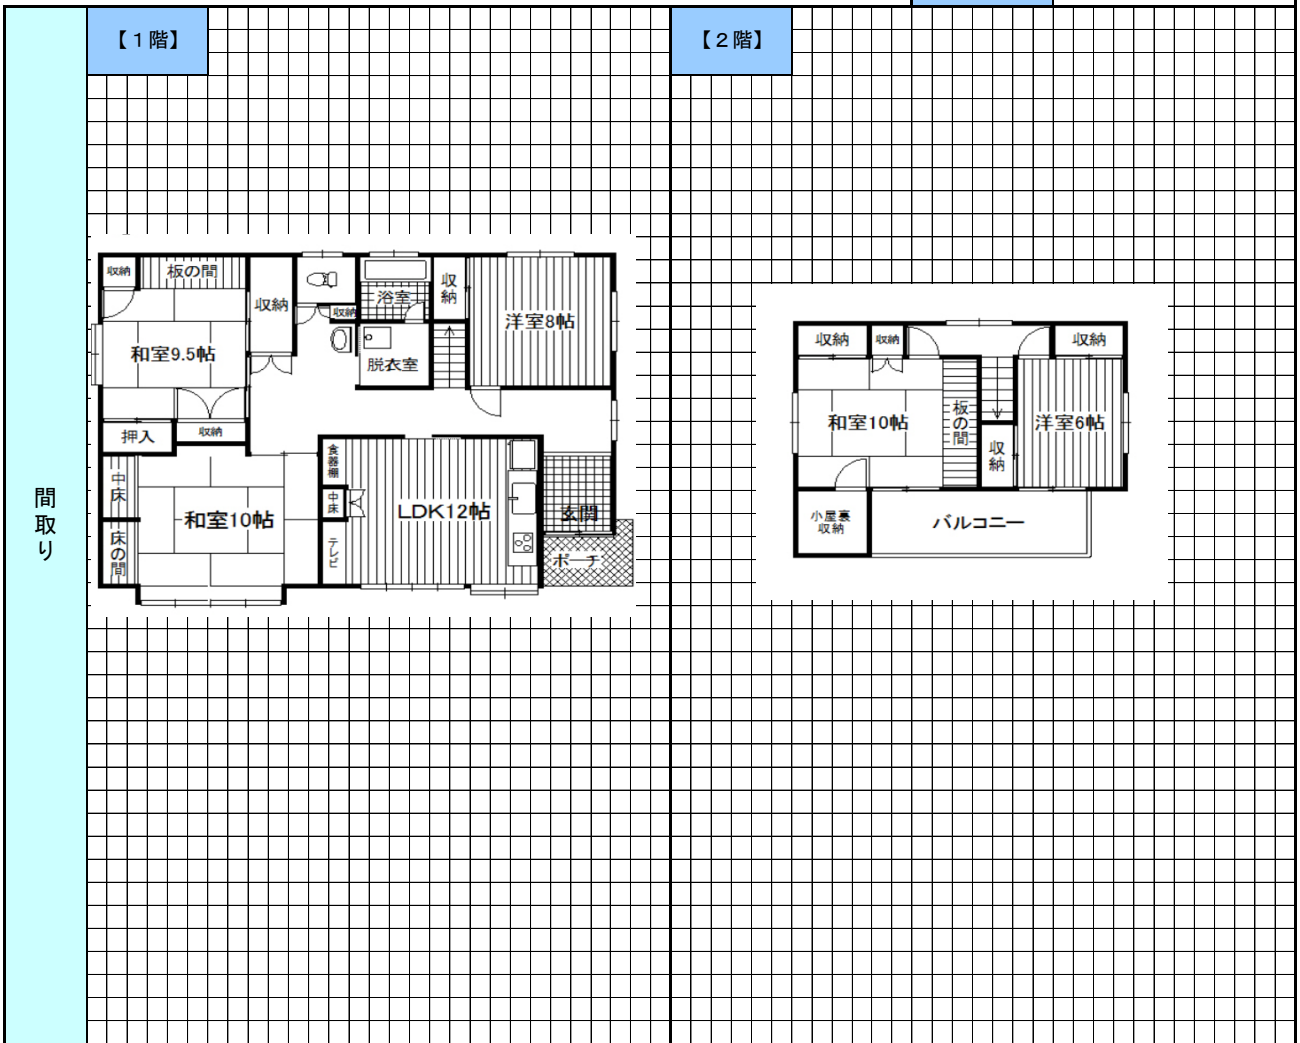 間取り
【１階】
収納
板の間
収納
収納
浴室
収納
洋室8帖
和室9.5帖
脱衣室
押入
収納
中床
床の間
和室10帖
食器棚
中床
テレビ
LDK12帖
玄関
ポーチ
【２階】
収納
収納
収納
和室10帖
板の間
収納
洋室6帖
小屋裏
収納
バルコニー